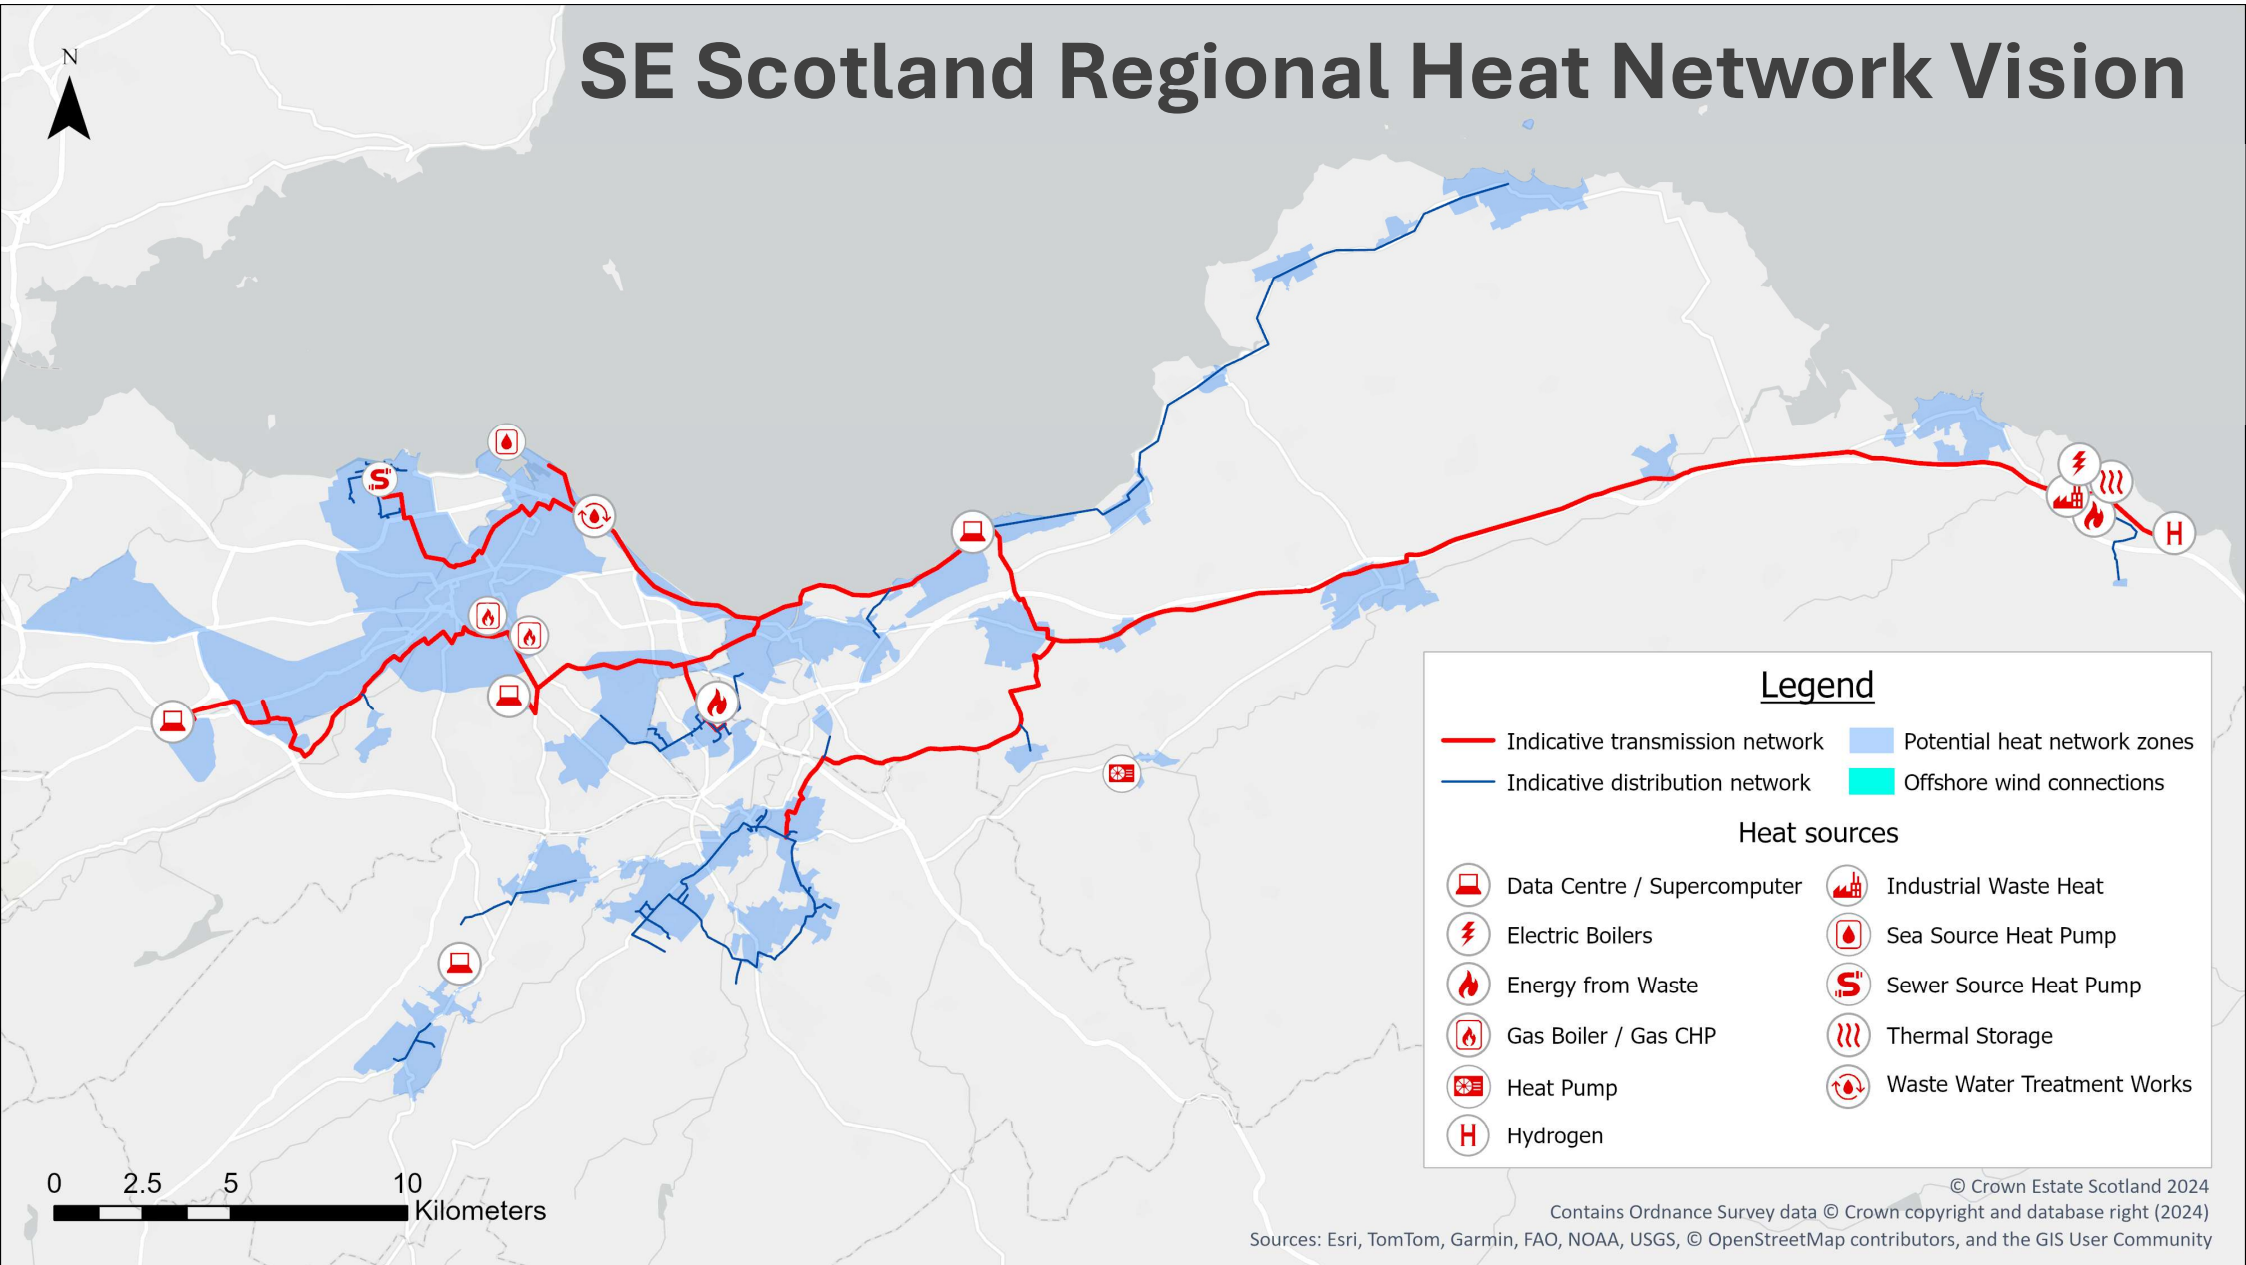 SE Scotland Regional Heat Network Vision
N
S
H
Legend
Indicative transmission network
Potential heat network zones
Indicative distribution network
Offshore wind connections
Heat sources
Data Centre / Supercomputer
Industrial Waste Heat
Electric Boilers
Sea Source Heat Pump
Energy from Waste
S
Sewer Source Heat Pump
Gas Boiler / Gas CHP
Thermal Storage
Heat Pump
Waste Water Treatment Works
H
Hydrogen
0 2.5 5 10
Kilometers
© Crown Estate Scotland 2024
Contains Ordnance Survey data © Crown copyright and database right (2024)
Sources: Esri, TomTom, Garmin, FAO, NOAA, USGS, © OpenStreetMap contributors, and the GIS User Community